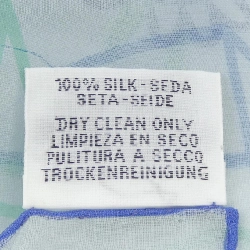 100% SILK-SEDA
SETA-SEIDE
DRY CLEAN ONLY
LIMPIEZA EN SECO
PULITURA A SECCO
TROCKENREINIGUNG